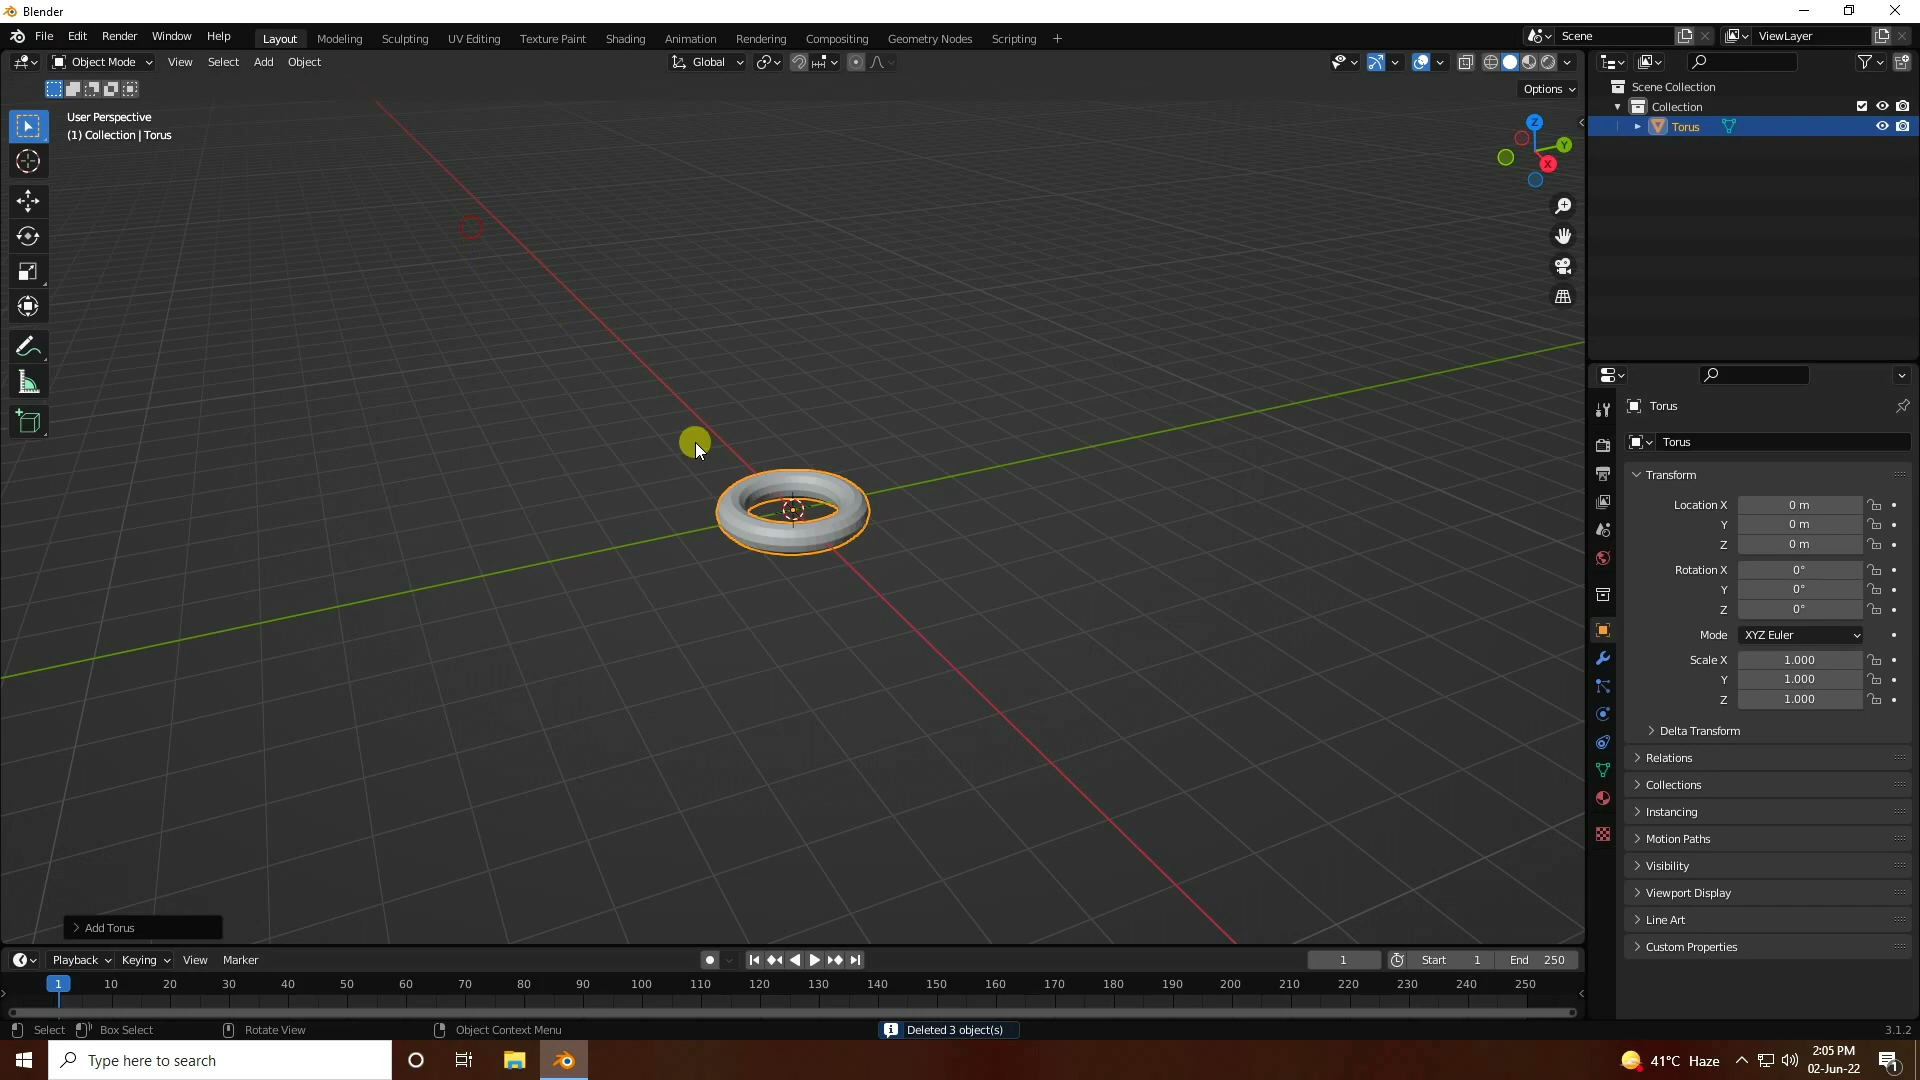 Blender
File Edit Render Window Help Layout Modeling Sculpting UV Editing Texture Paint Shading Animation Rendering Compositing Geometry Nodes Scripting + Scene ViewLayer
Object Mode View Select Add Object Global
Options
User Perspective
(1) Collection | Torus
Z
Y
X
Scene Collection
Collection
Torus
Torus
Torus
Transform
Location X 0 m
Y 0 m
Z 0 m
Rotation X 0°
Y 0°
Z 0°
Mode XYZ Euler
Scale X 1.000
Y 1.000
Z 1.000
Delta Transform
Relations
Collections
Instancing
Motion Paths
Visibility
Viewport Display
Line Art
Custom Properties
Add Torus
Playback Keying View Marker 1 Start 1 End 250
1 10 20 30 40 50 60 70 80 90 100 110 120 130 140 150 160 170 180 190 200 210 220 230 240 250
Select Box Select Rotate View Object Context Menu Deleted 3 object(s) 3.1.2
Type here to search 41°C Haze 2:05 PM
02-Jun-22
1